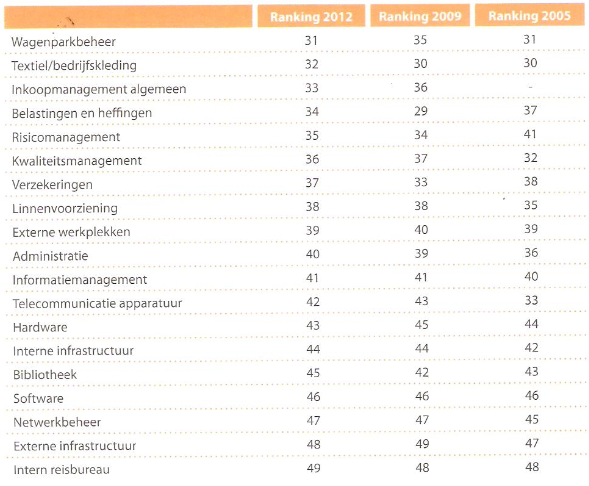 Ranking 2012 Ranking 2009 Ranking 2005
Wagenparkbeheer 31 35 31
Textiel/bedrijfskleding 32 30 30
Inkoopmanagement algemeen 33 36 -
Belastingen en heffingen 34 29 37
Risicomanagement 35 34 41
Kwaliteitsmanagement 36 37 32
Verzekeringen 37 33 38
Linnenvoorziening 38 38 35
Externe werkplekken 39 40 39
Administratie 40 39 36
Informatiemanagement 41 41 40
Telecommunicatie apparatuur 42 43 33
Hardware 43 45 44
Interne infrastructuur 44 44 42
Bibliotheek 45 42 43
Software 46 46 46
Netwerkbeheer 47 47 45
Externe infrastructuur 48 49 47
Intern reisbureau 49 48 48